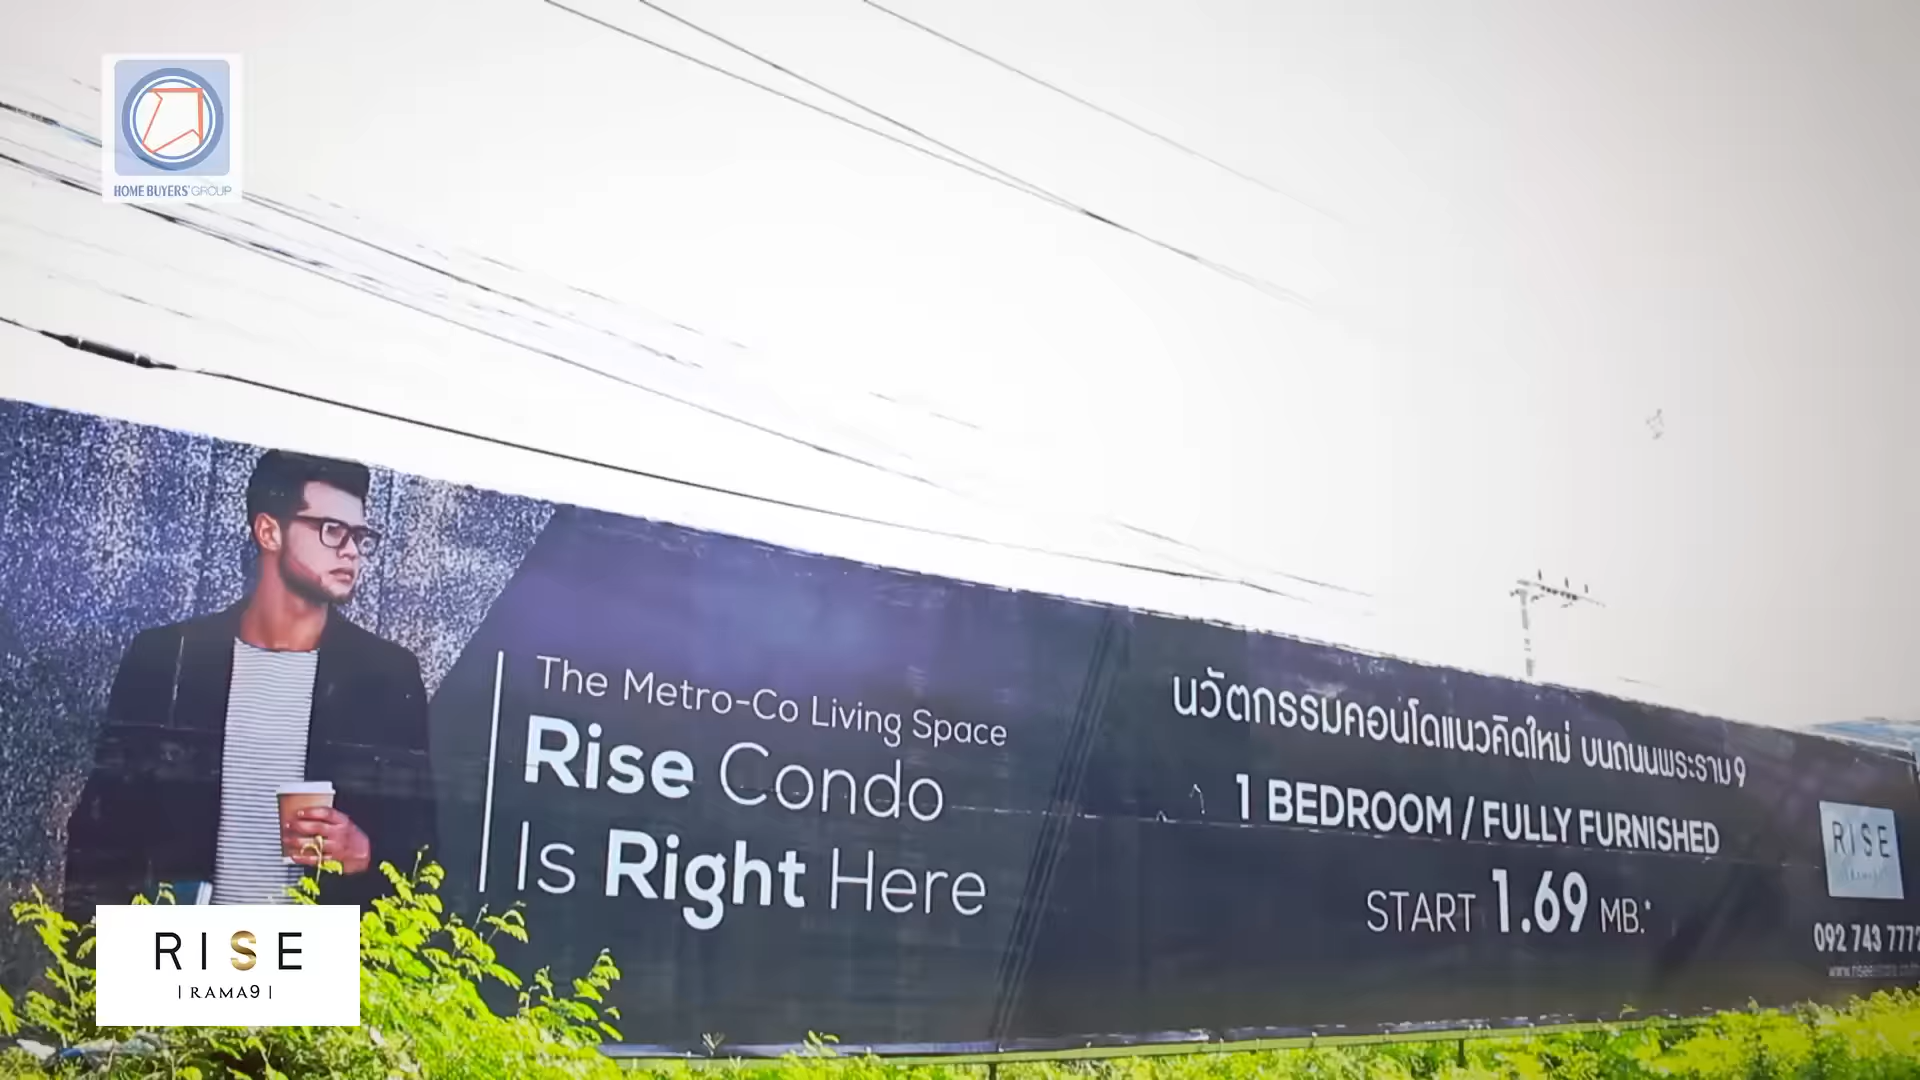 HOME BUYERS' GROUP
The Metro-Co Living Space
Rise Condo
Is Right Here
นวัตกรรมคอนโดแนวคิดใหม่ บนถนนพระราม 9
1 BEDROOM / FULLY FURNISHED
START 1.69 MB.*
RISE
RAMA9
092 743 7772
RISE
| RAMA9 |